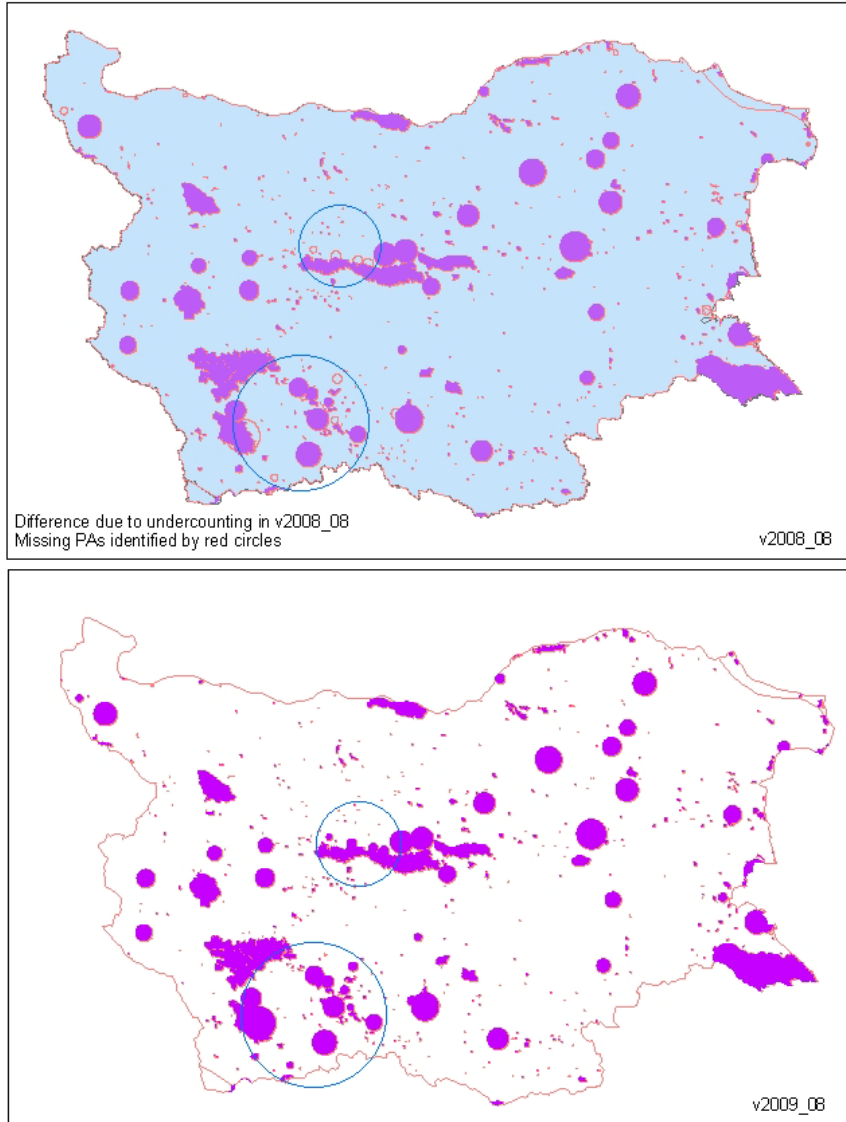 Difference due to undercounting in v2008_08
Missing PAs identified by red circles
v2008_08
v2009_08